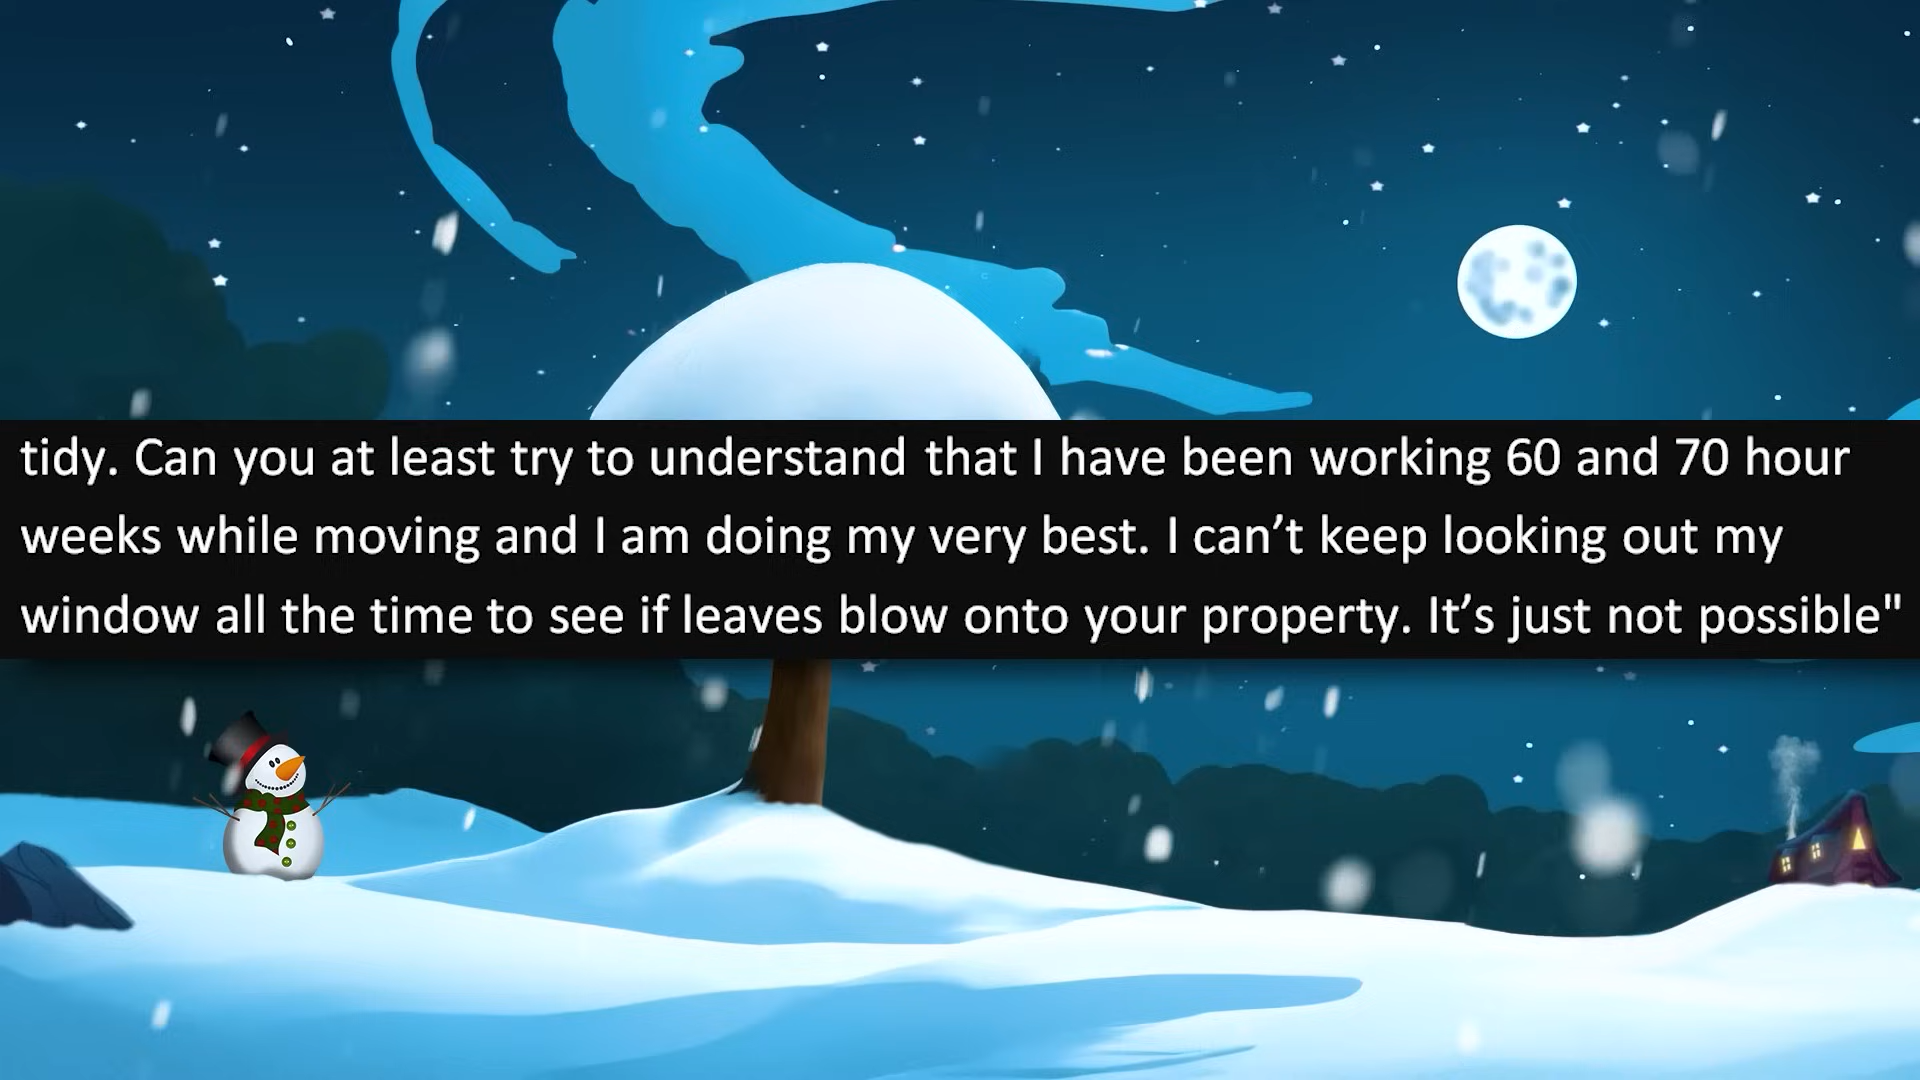 tidy. Can you at least try to understand that I have been working 60 and 70 hour
weeks while moving and I am doing my very best. I can’t keep looking out my
window all the time to see if leaves blow onto your property. It’s just not possible"